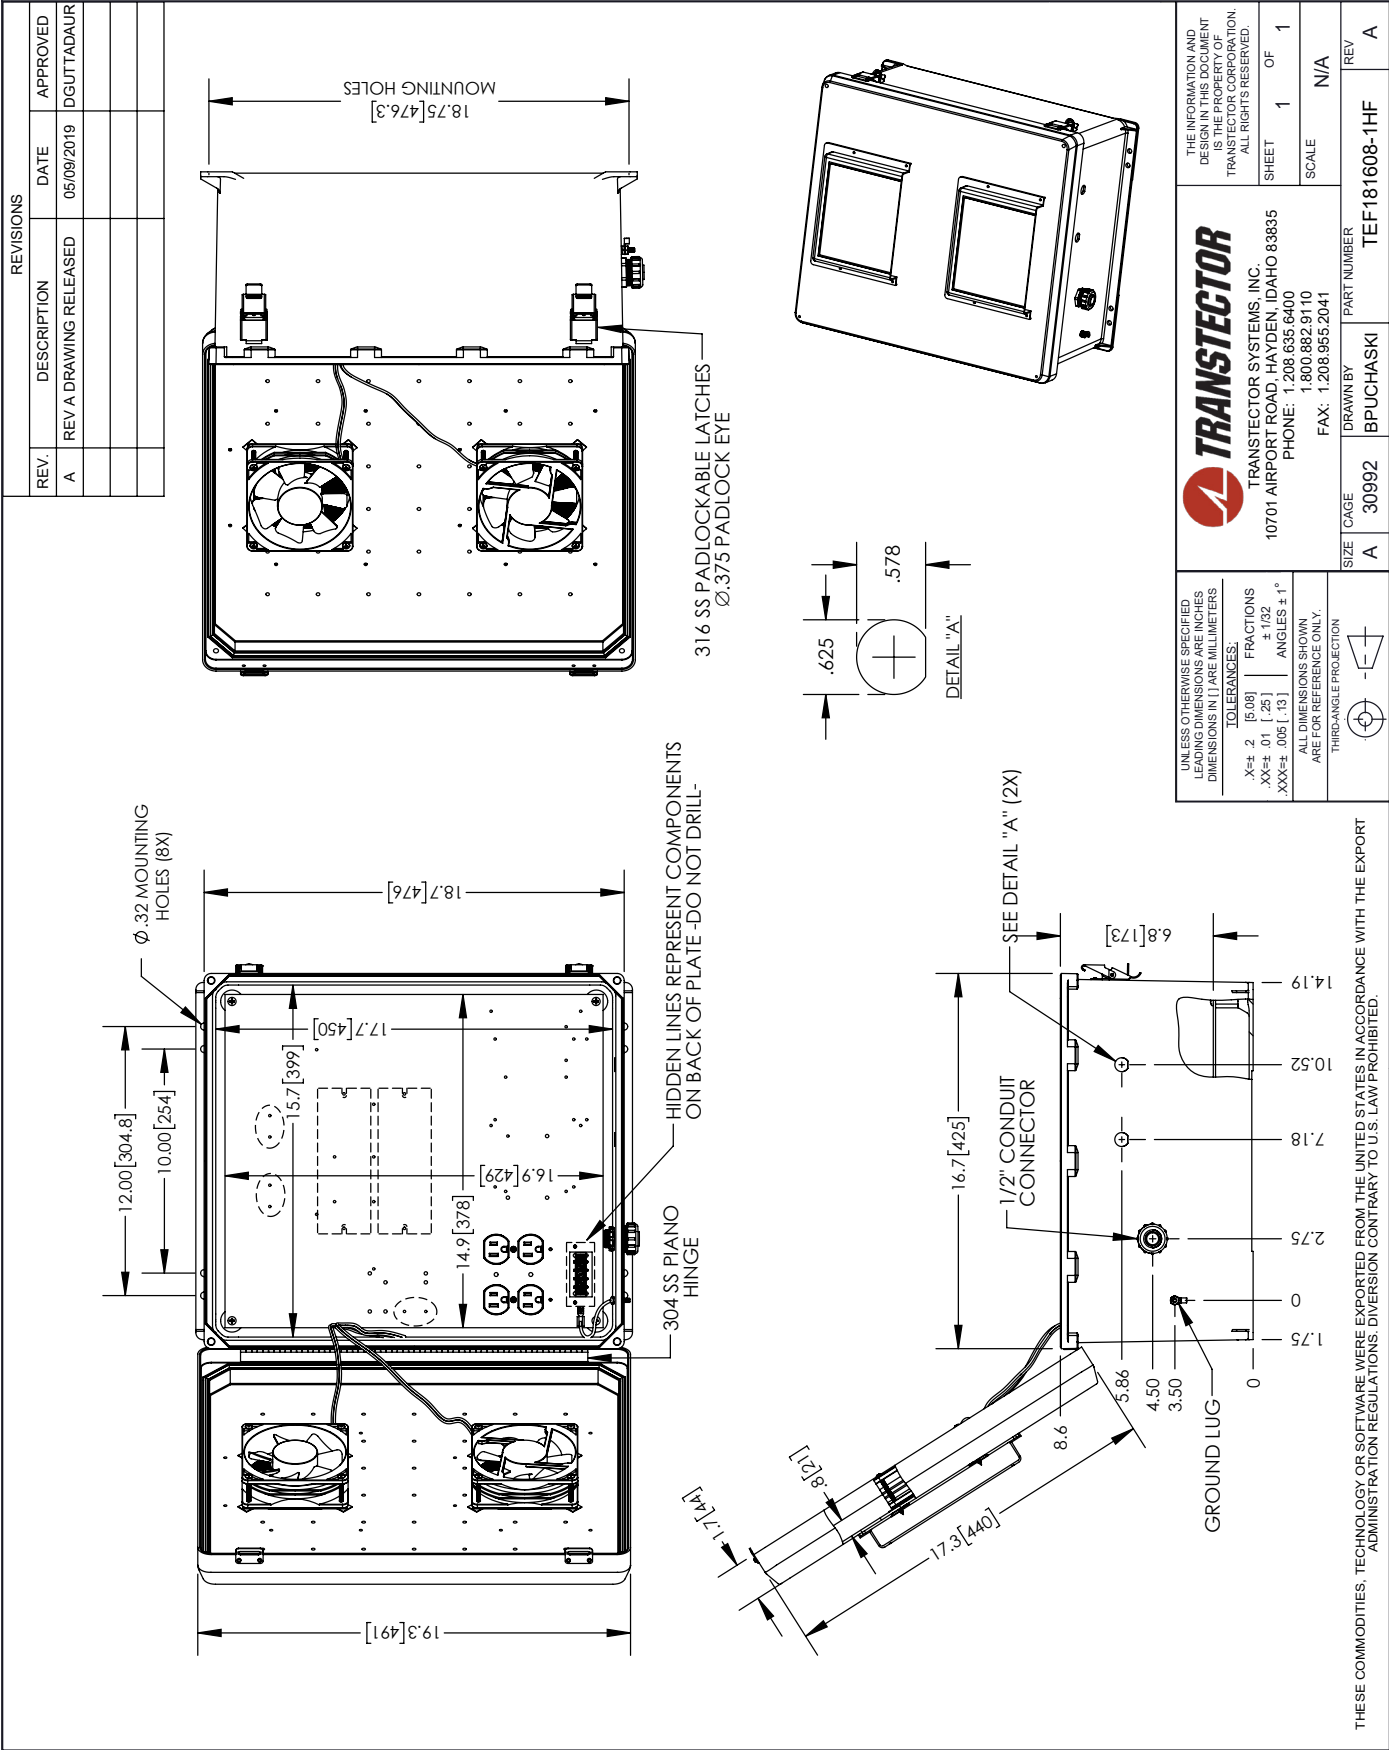 REVISIONS
REV. DESCRIPTION DATE APPROVED
A REV A DRAWING RELEASED 05/09/2019 DGUTTADAUR
Ø.32 MOUNTING
HOLES (8X)
12.00[304.8]
10.00[254]
18.7[476]
17.7[450]
15.7[399]
16.9[429]
14.9[378]
19.3[491]
HIDDEN LINES REPRESENT COMPONENTS
ON BACK OF PLATE -DO NOT DRILL-
304 SS PIANO
HINGE
18.75[476.3]
MOUNTING HOLES
316 SS PADLOCKABLE LATCHES
Ø.375 PADLOCK EYE
.625
.578
DETAIL "A"
1.7[44]
.8[21]
17.3[440]
16.7[425]
SEE DETAIL "A" (2X)
1/2" CONDUIT
CONNECTOR
6.8[173]
8.6
5.86
4.50
3.50
0
GROUND LUG
1.75
0
2.75
7.18
10.52
14.19
THESE COMMODITIES, TECHNOLOGY OR SOFTWARE WERE EXPORTED FROM THE UNITED STATES IN ACCORDANCE WITH THE EXPORT
ADMINISTRATION REGULATIONS. DIVERSION CONTRARY TO U.S. LAW PROHIBITED.
UNLESS OTHERWISE SPECIFIED
LEADING DIMENSIONS ARE INCHES
DIMENSIONS IN [ ] ARE MILLIMETERS
TOLERANCES:
.X=± .2 [5.08] FRACTIONS
.XX=± .01 [.25] ± 1/32
.XXX=± .005 [.13] ANGLES ± 1°
ALL DIMENSIONS SHOWN
ARE FOR REFERENCE ONLY.
THIRD-ANGLE PROJECTION
TRANSTECTOR
TRANSTECTOR SYSTEMS, INC.
10701 AIRPORT ROAD, HAYDEN, IDAHO 83835
PHONE: 1.208.635.6400
1.800.882.9110
FAX: 1.208.955.2041
THE INFORMATION AND
DESIGN IN THIS DOCUMENT
IS THE PROPERTY OF
TRANSTECTOR CORPORATION.
ALL RIGHTS RESERVED.
SHEET 1 OF 1
SCALE N/A
SIZE A
CAGE 30992
DRAWN BY BPUCHASKI
PART NUMBER TEF181608-1HF
REV A